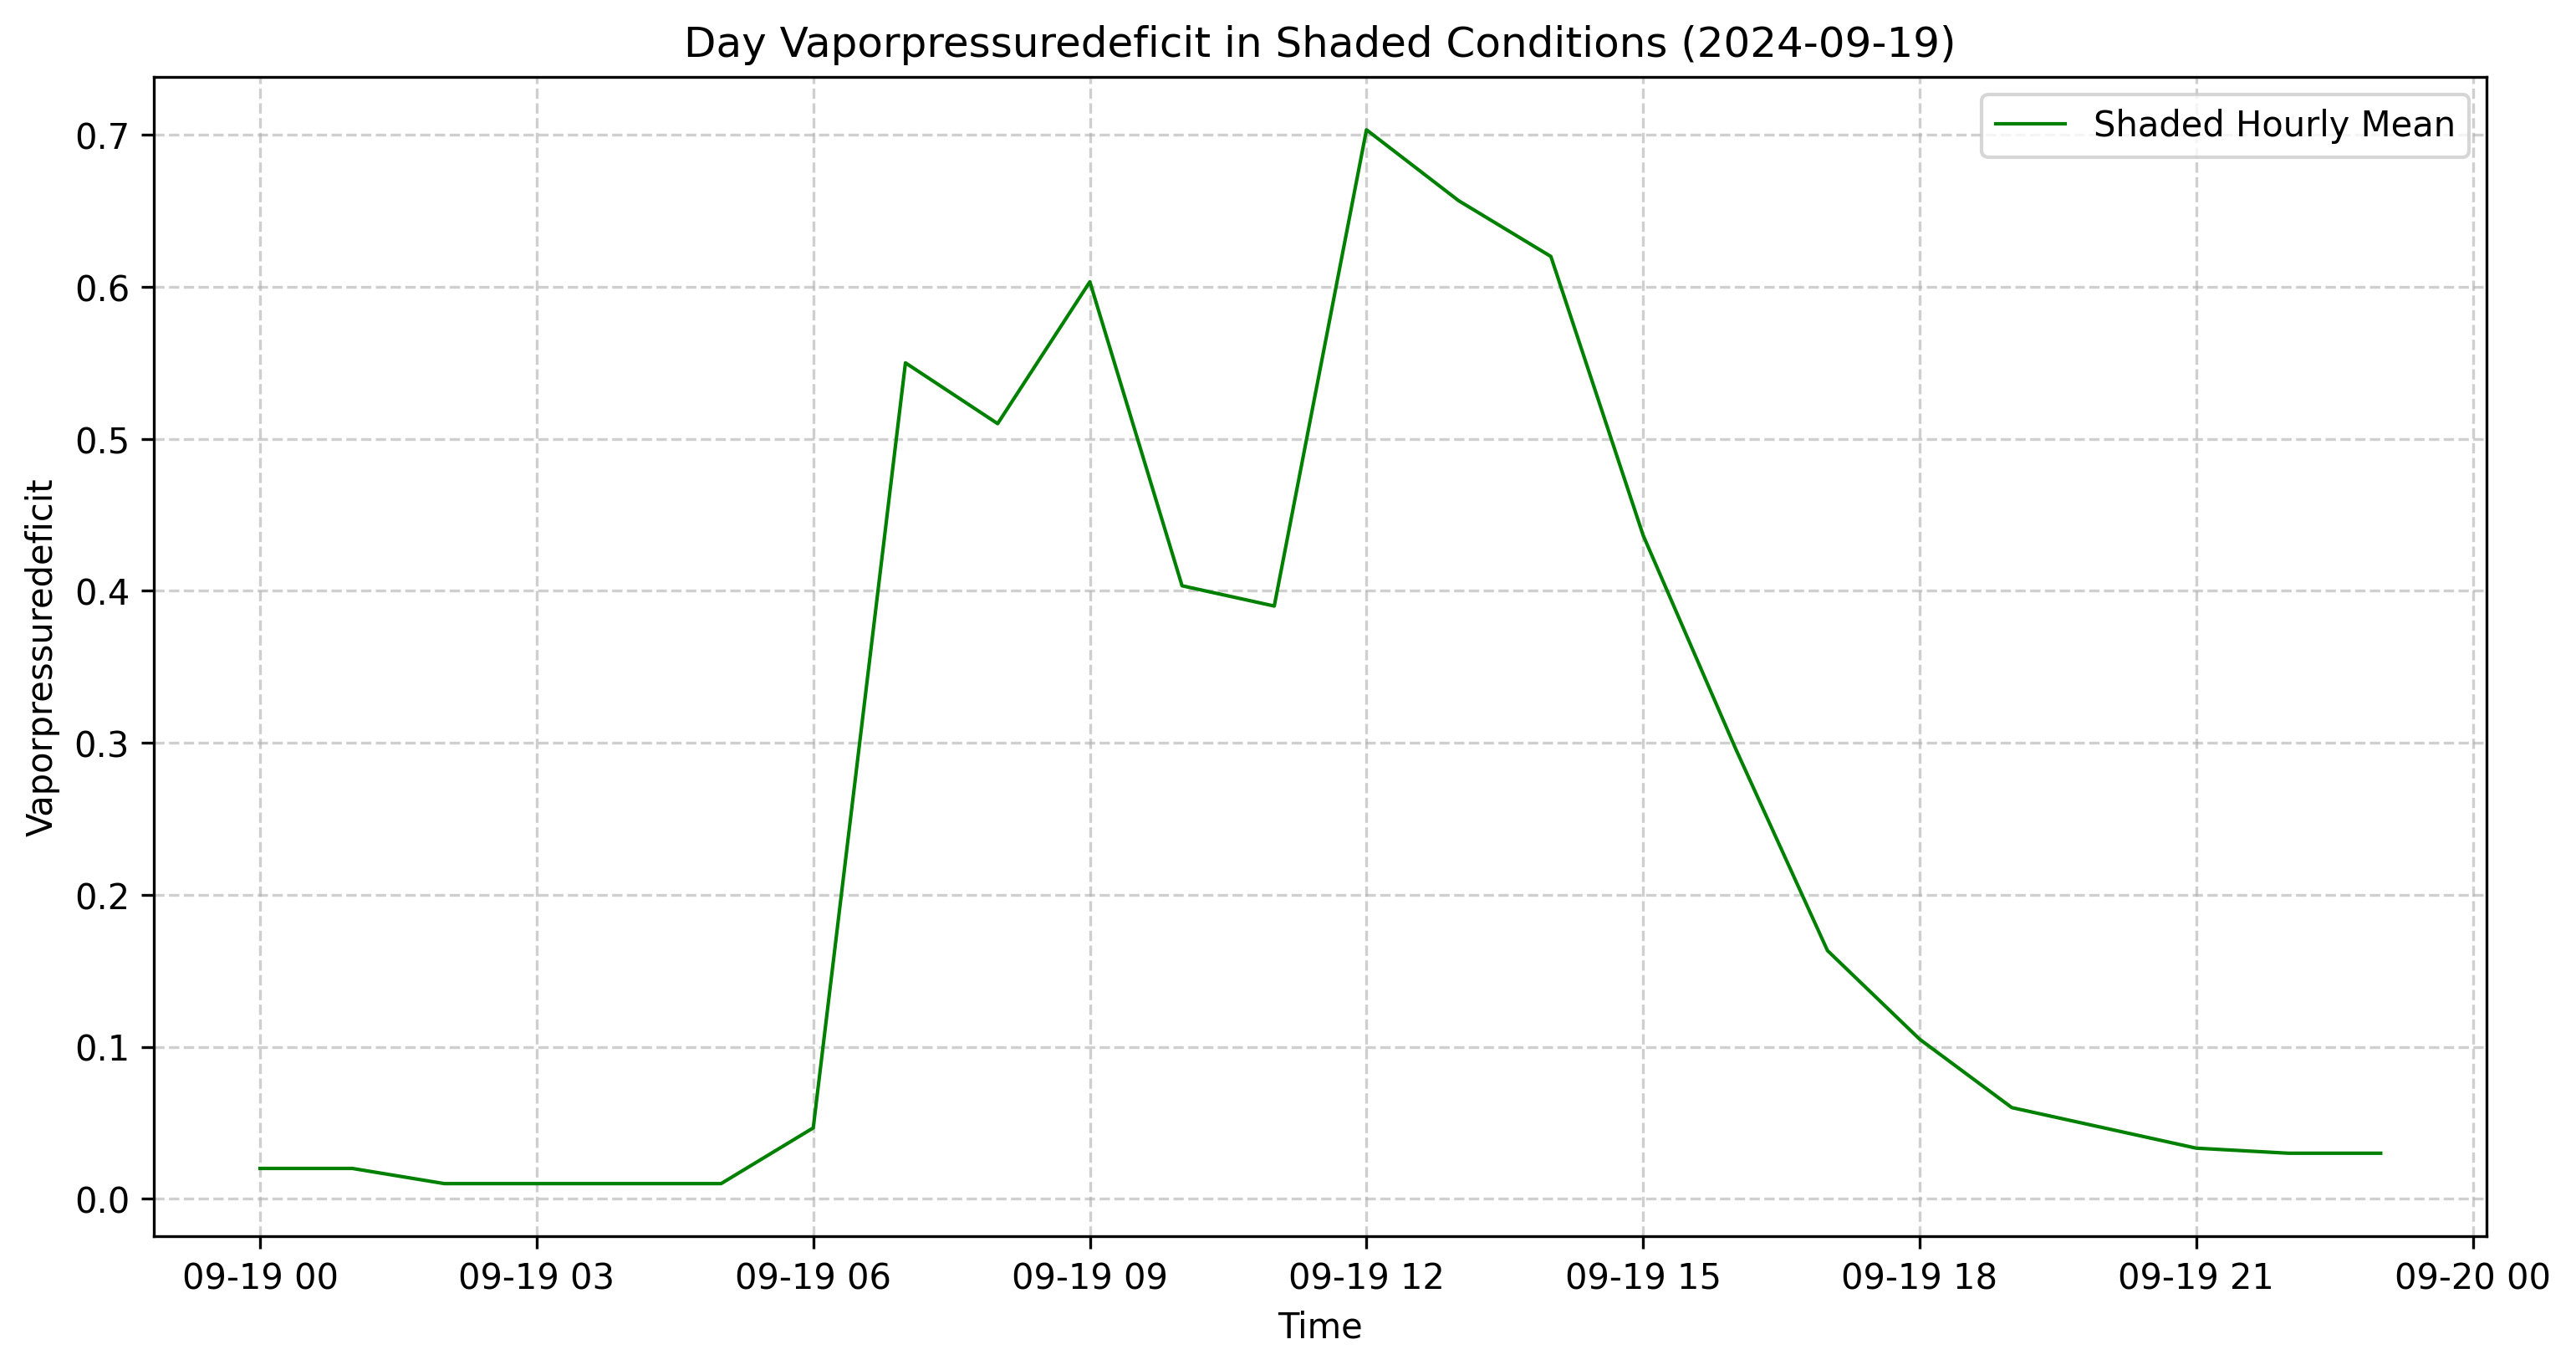 Day Vaporpressuredeficit in Shaded Conditions (2024-09-19)
Shaded Hourly Mean
Vaporpressuredeficit
0.7
0.6
0.5
0.4
0.3
0.2
0.1
0.0
09-19 00 09-19 03 09-19 06 09-19 09 09-19 12 09-19 15 09-19 18 09-19 21 09-20 00
Time